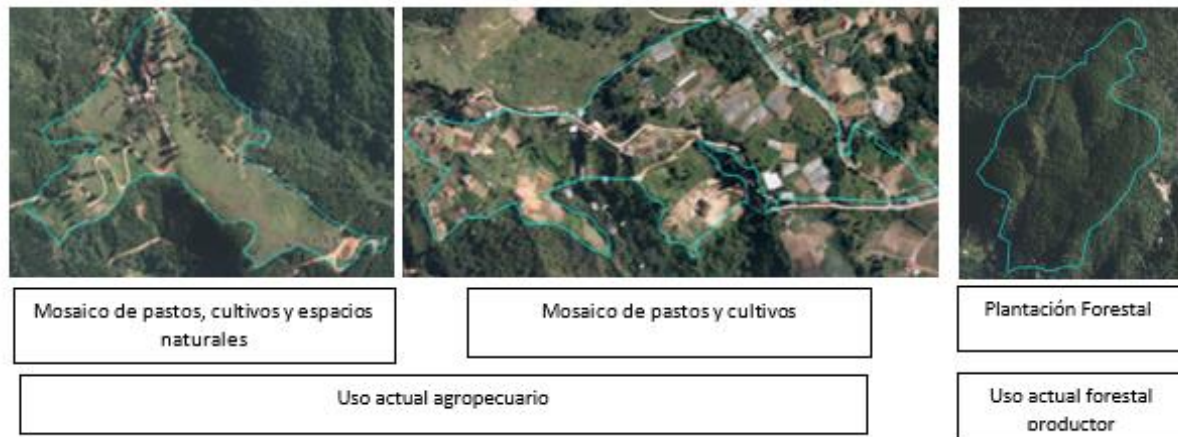 Mosaico de pastos, cultivos y espacios
naturales
Mosaico de pastos y cultivos
Plantación Forestal
Uso actual agropecuario
Uso actual forestal
productor